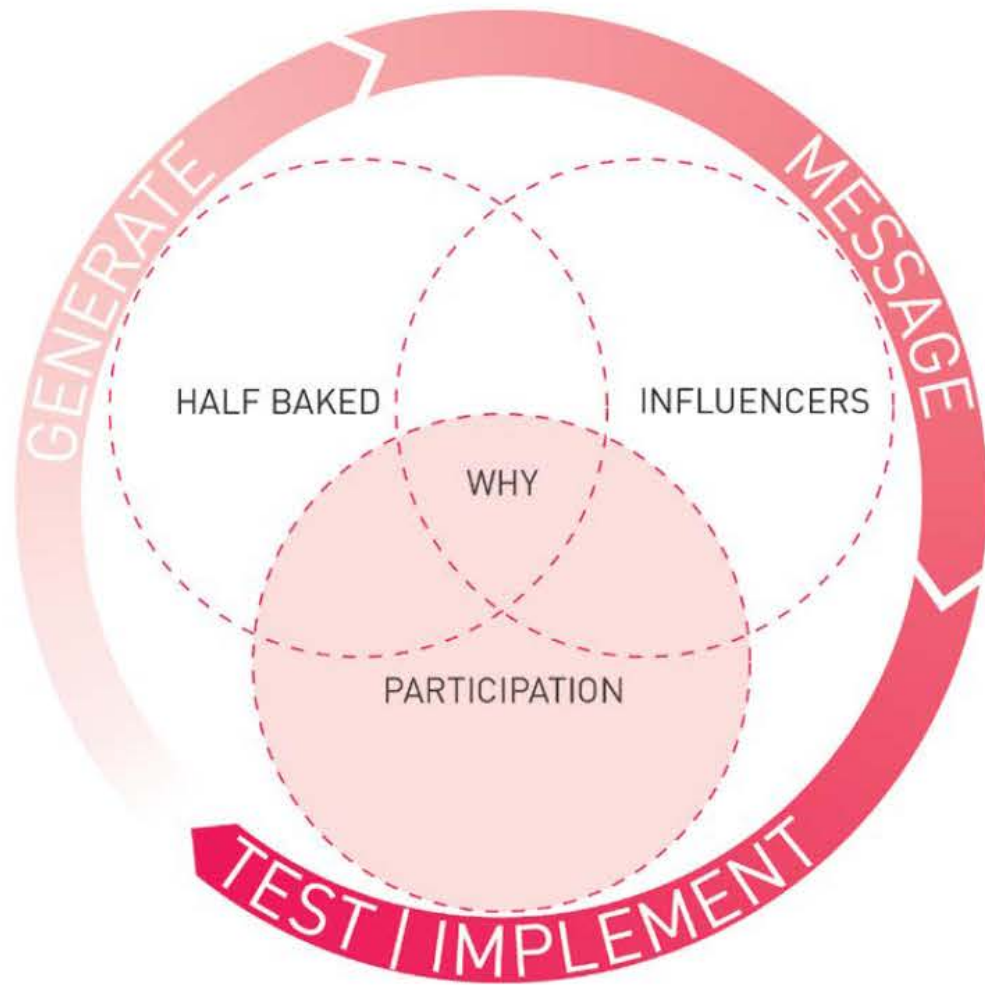 GENERATE
MESSAGE
HALF BAKED
INFLUENCERS
WHY
PARTICIPATION
TEST | IMPLEMENT